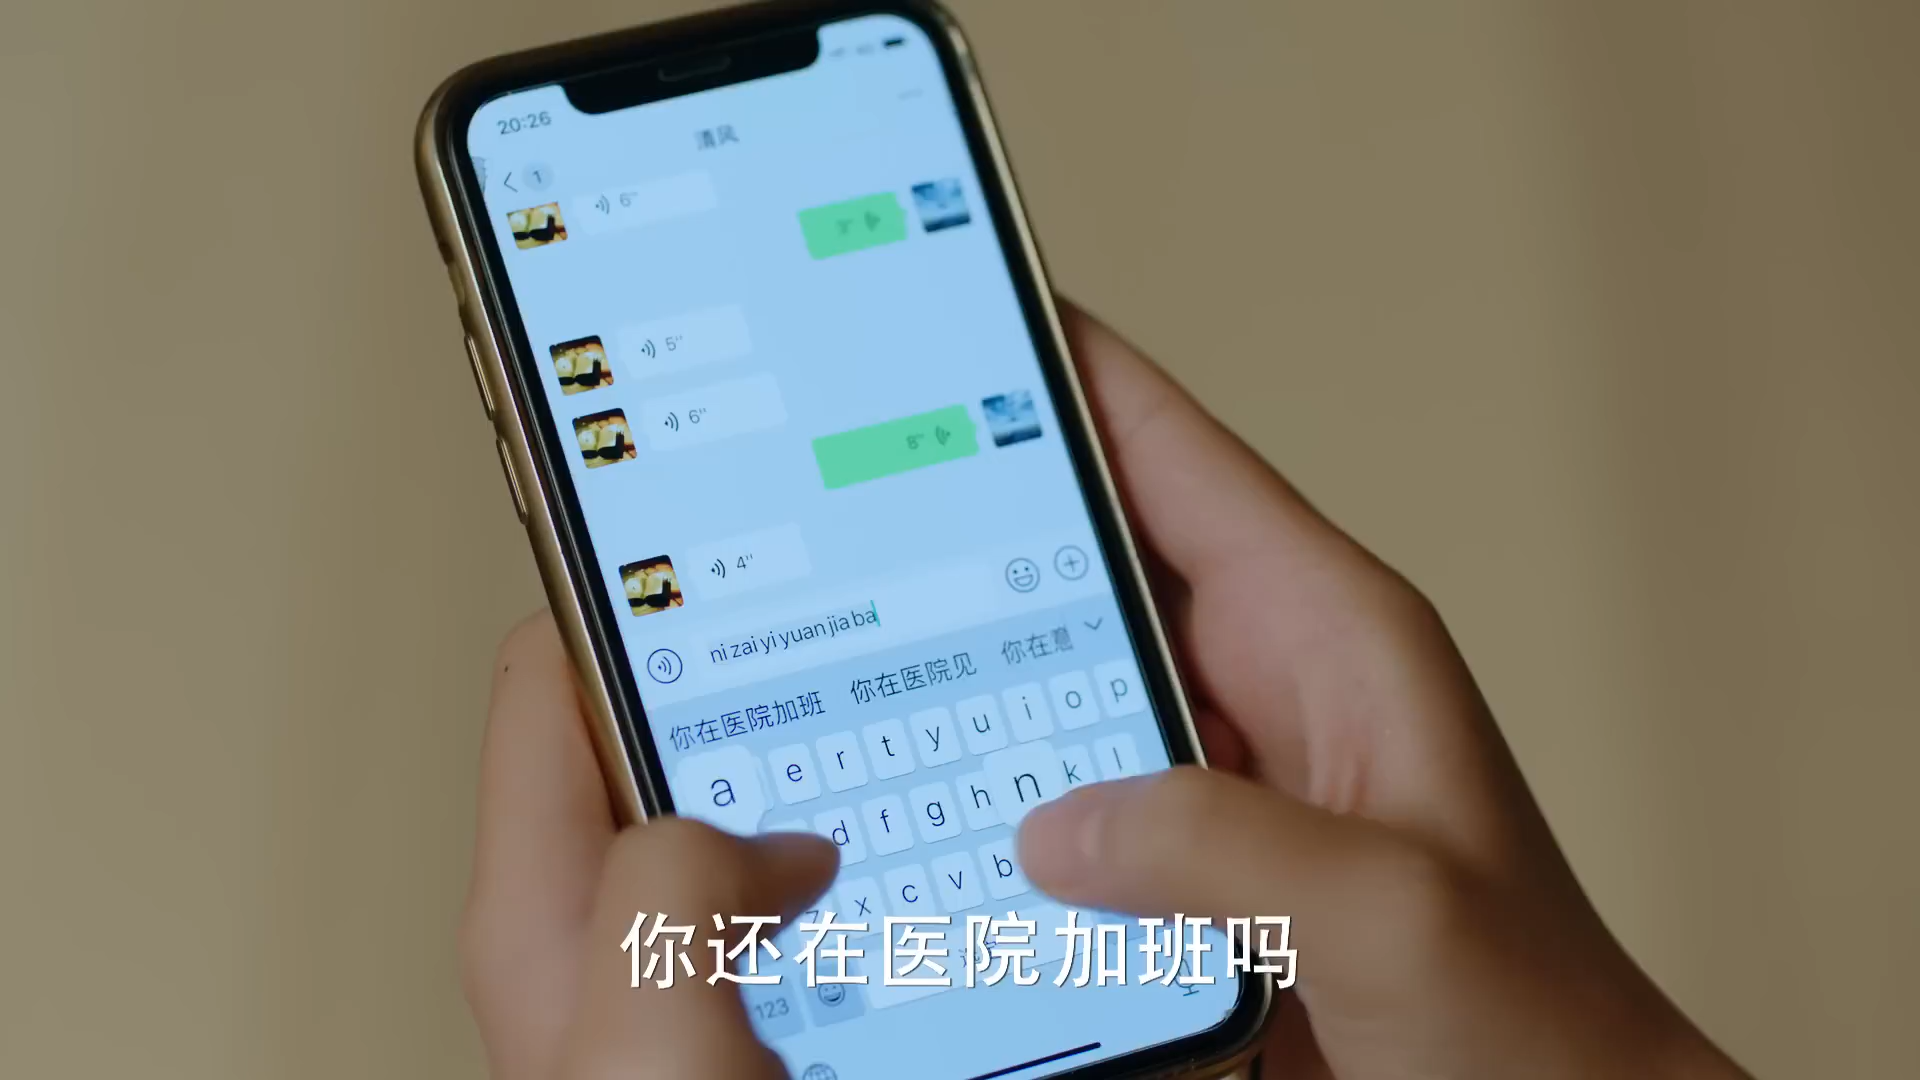 20:26
清风
1
6"
3"
5"
6"
8"
4"
ni zai yi yuan jia ba
你在医院加班 你在医院见 你在意
a e r t y u i o p
d f g h n k l
z x c v b
123
你还在医院加班吗